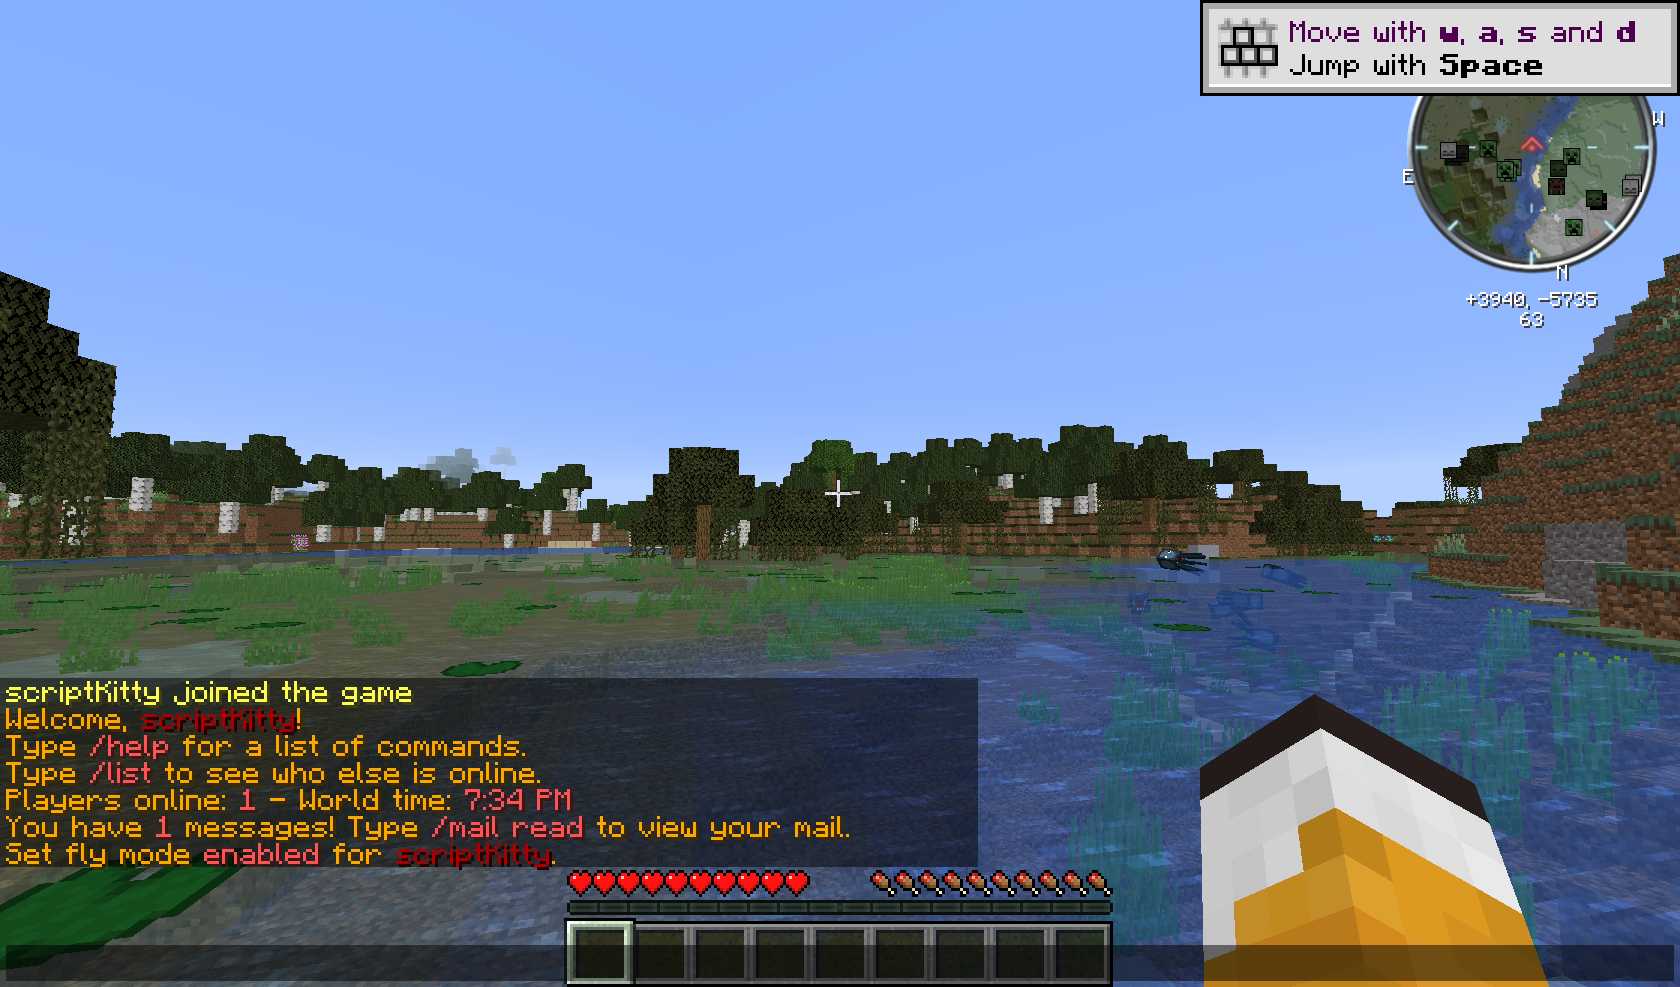 Move with w, a, s and d
Jump with Space
W
E
N
+3940, -5735
63
scriptKitty joined the game
Welcome, scriptKitty!
Type /help for a list of commands.
Type /list to see who else is online.
Players online: 1 - World time: 7:34 PM
You have 1 messages! Type /mail read to view your mail.
Set fly mode enabled for scriptKitty.